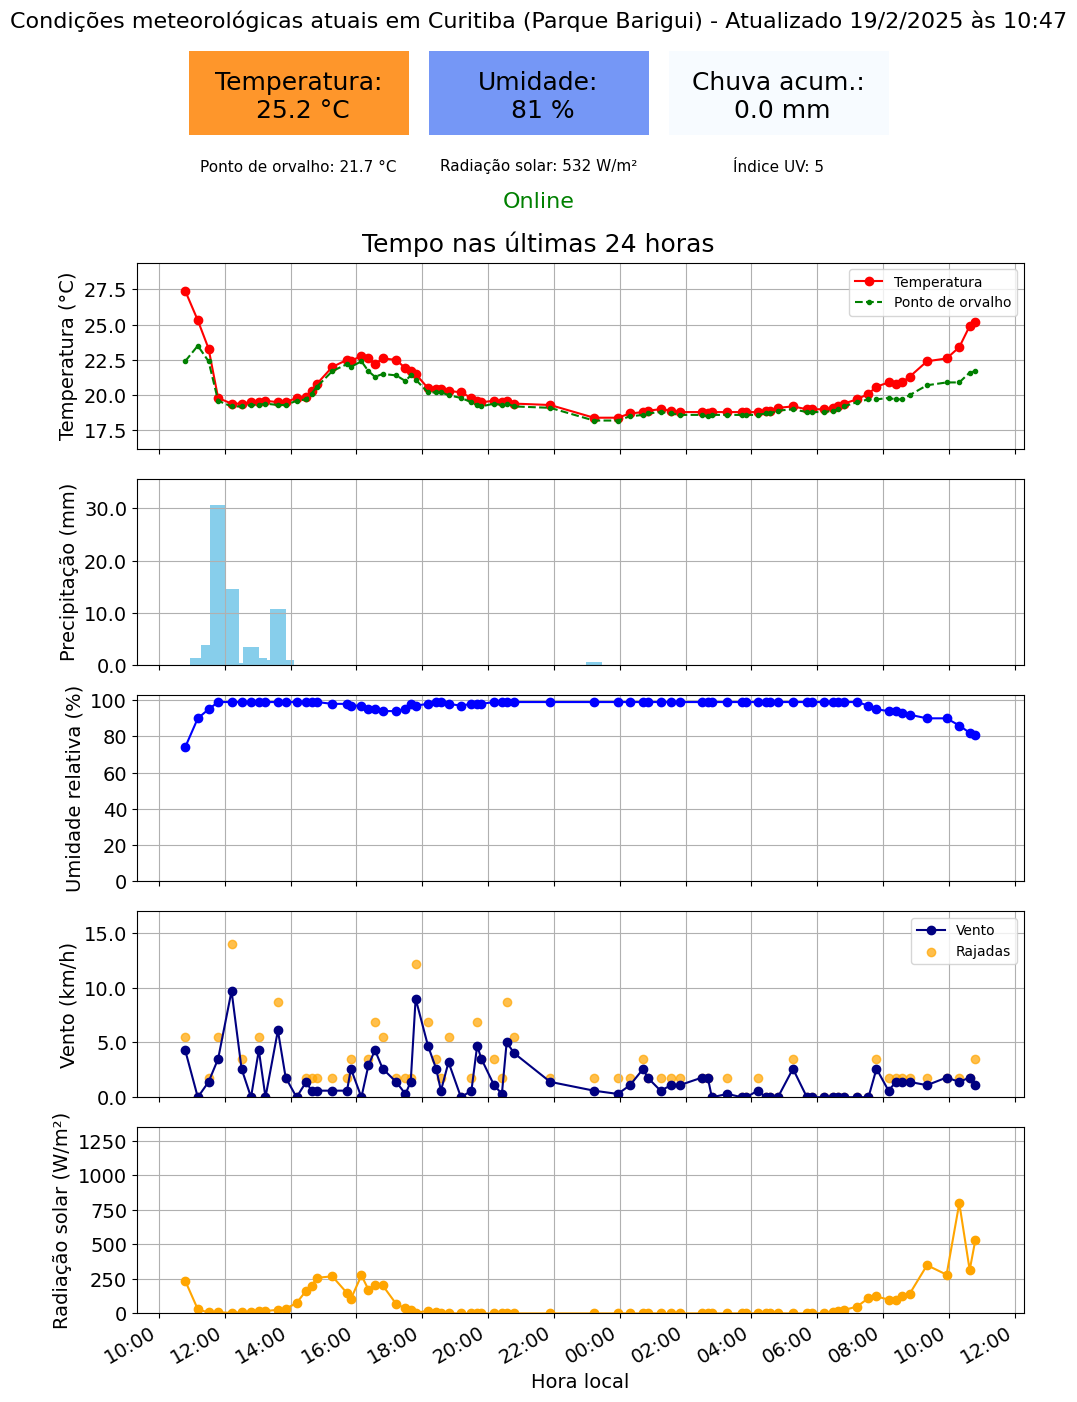 Condições meteorológicas atuais em Curitiba (Parque Barigui) - Atualizado 19/2/2025 às 10:47
Temperatura:
25.2 °C
Umidade:
81 %
Chuva acum.:
0.0 mm
Ponto de orvalho: 21.7 °C
Radiação solar: 532 W/m²
Índice UV: 5
Online
Tempo nas últimas 24 horas
Temperatura (°C)
27.5
25.0
22.5
20.0
17.5
Temperatura
Ponto de orvalho
Precipitação (mm)
30.0
20.0
10.0
0.0
Umidade relativa (%)
100
80
60
40
20
0
Vento (km/h)
15.0
10.0
5.0
0.0
Vento
Rajadas
Radiação solar (W/m²)
1250
1000
750
500
250
0
10:00
12:00
14:00
16:00
18:00
20:00
22:00
00:00
02:00
04:00
06:00
08:00
10:00
12:00
Hora local